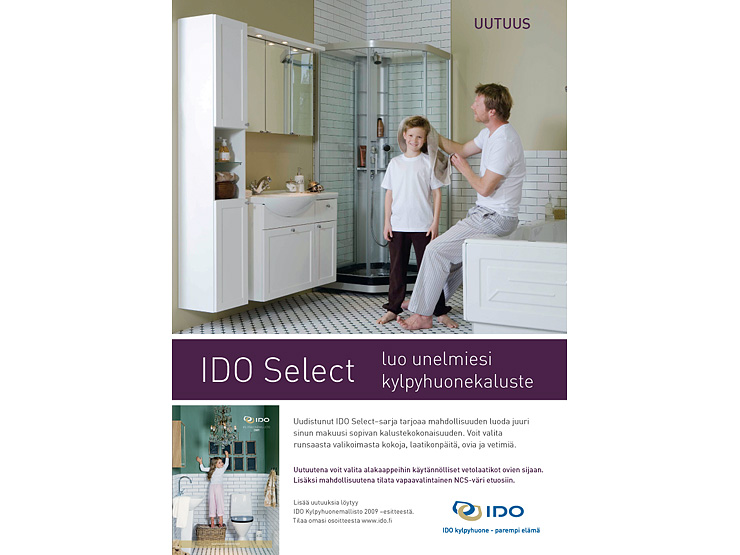 UUTUUS
IDO Select
luo unelmiesi
kylpyhuonekaluste
IDO
Uudistunut IDO Select–sarja tarjoaa mahdollisuuden luoda juuri
sinun makuusi sopivan kalustekokonaisuuden. Voit valita
runsaasta valikoimasta kokoja, laatikonpäitä, ovia ja vetimiä.
Uutuutena voit valita alakaappeihin käytännölliset vetolaatikot ovien sijaan.
Lisäksi mahdollisuutena tilata vapaavalintainen NCS-väri etuosiin.
Lisää uutuuksia löytyy
IDO Kylpyhuonemallisto 2009 –esitteestä.
Tilaa omasi osoitteesta www.ido.fi
IDO
IDO kylpyhuone - parempi elämä